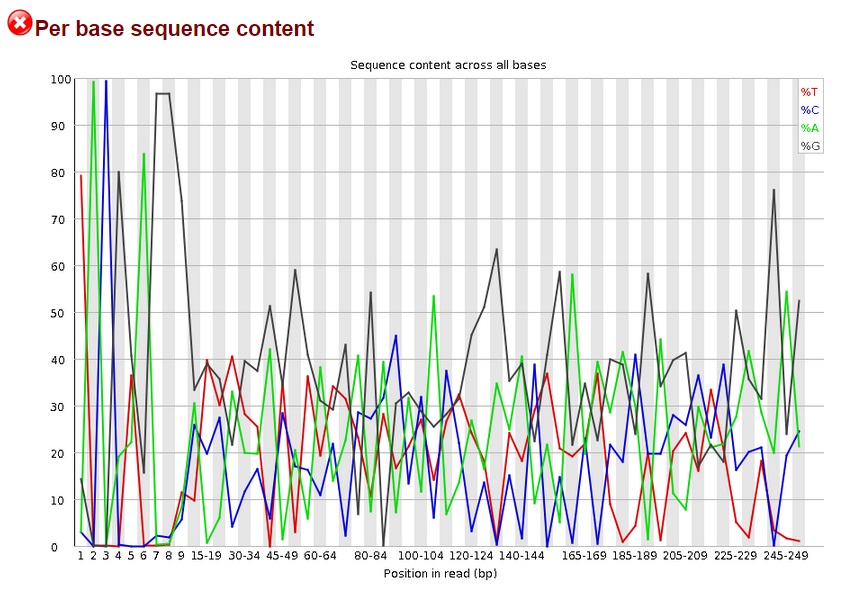 Per base sequence content
Sequence content across all bases
%T
%C
%A
%G
100
90
80
70
60
50
40
30
20
10
0
1 2 3 4 5 6 7 8 9 15-19 30-34 45-49 60-64 80-84 100-104 120-124 140-144 165-169 185-189 205-209 225-229 245-249
Position in read (bp)